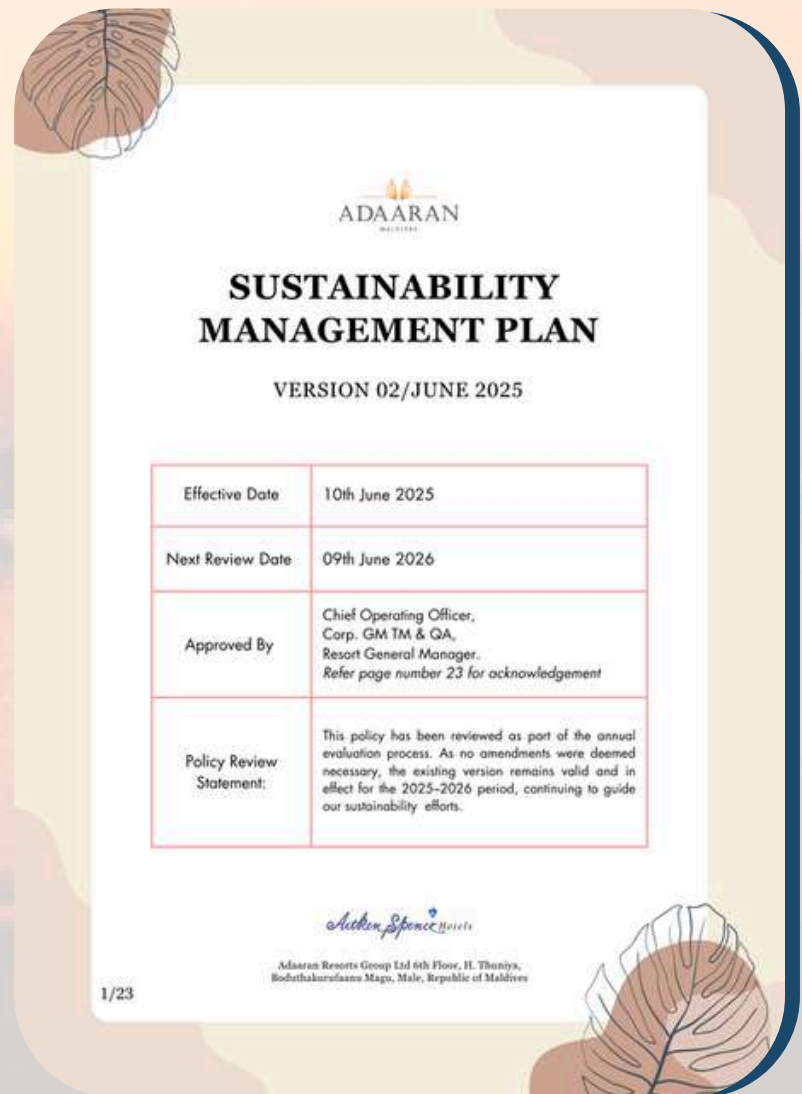 ADAARAN
MALDIVES
SUSTAINABILITY
MANAGEMENT PLAN
VERSION 02/JUNE 2025
Effective Date
10th June 2025
Next Review Date
09th June 2026
Approved By
Chief Operating Officer,
Corp. GM TM & QA,
Resort General Manager.
Refer page number 23 for acknowledgement
Policy Review
Statement:
This policy has been reviewed as part of the annual
evaluation process. As no amendments were deemed
necessary, the existing version remains valid and in
effect for the 2025–2026 period, continuing to guide
our sustainability efforts.
Aitken Spence Hotels
Adaaran Resorts Group Ltd 6th Floor, H. Thuniya,
Boduthakurufaanu Magu, Male, Republic of Maldives
1/23